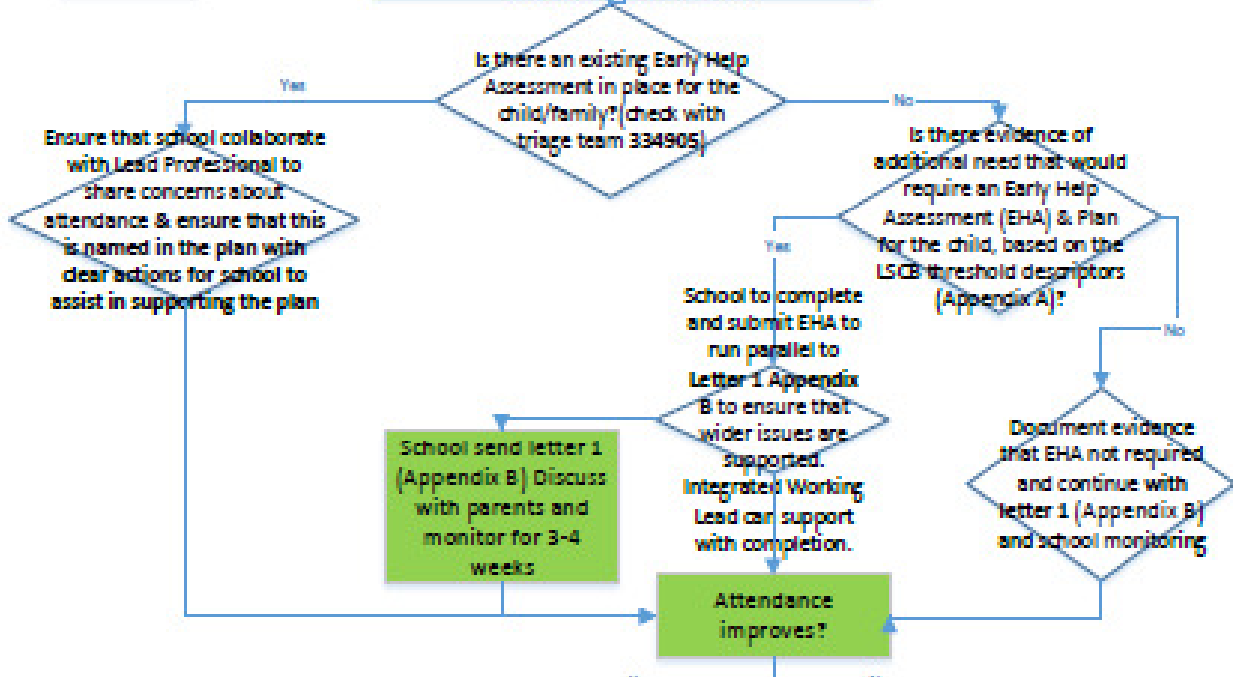 Is there an existing Early Help
Assessment in place for the
child/family?(check with
triage team 334905)
Yes
No
Ensure that school collaborate
with Lead Professional to
share concerns about
attendance & ensure that this
is named in the plan with
clear actions for school to
assist in supporting the plan
Is there evidence of
additional need that would
require an Early Help
Assessment (EHA) & Plan
for the child, based on the
LSCB threshold descriptors
(Appendix A)?
Yes
No
School to complete
and submit EHA to
run parallel to
Letter 1 Appendix
B to ensure that
wider issues are
supported.
Integrated Working
Lead can support
with completion.
School send letter 1
(Appendix B) Discuss
with parents and
monitor for 3-4
weeks
Document evidence
that EHA not required
and continue with
letter 1 (Appendix B)
and school monitoring
Attendance
improves?